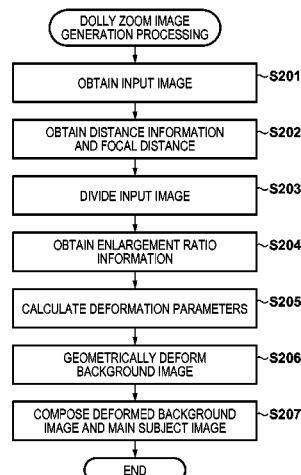 DOLLY ZOOM IMAGE
GENERATION PROCESSING
OBTAIN INPUT IMAGE
S201
OBTAIN DISTANCE INFORMATION
AND FOCAL DISTANCE
S202
DIVIDE INPUT IMAGE
S203
OBTAIN ENLARGEMENT RATIO
INFORMATION
S204
CALCULATE DEFORMATION PARAMETERS
S205
GEOMETRICALLY DEFORM
BACKGROUND IMAGE
S206
COMPOSE DEFORMED BACKGROUND
IMAGE AND MAIN SUBJECT IMAGE
S207
END